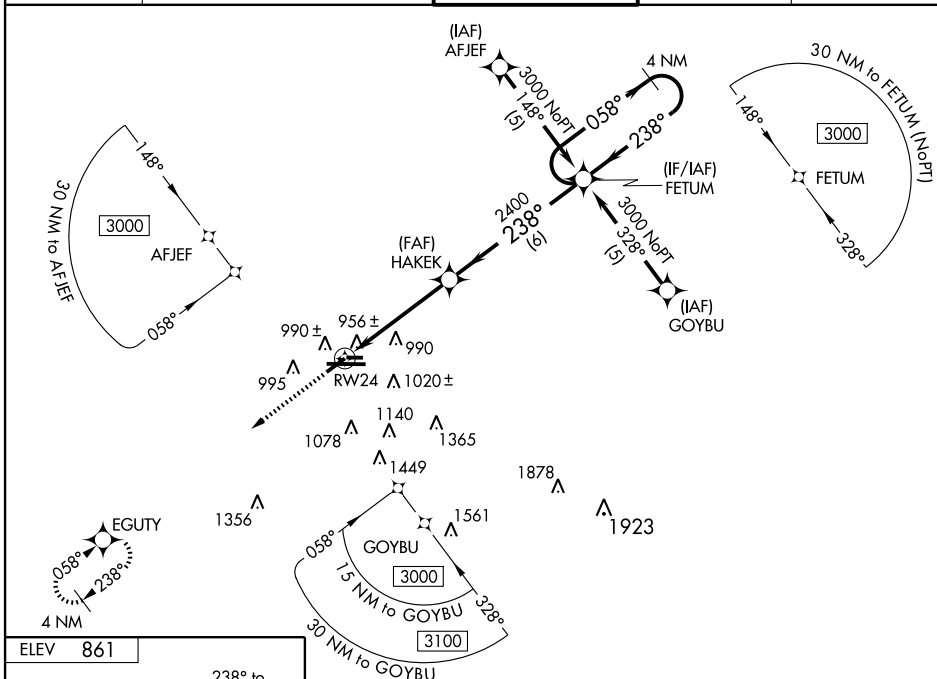 (IAF)
AFJEF
3000 NoPT
148°
(5)
4 NM
058°
238°
(IF/IAF)
FETUM
30 NM to FETUM (NoPT)
148°
3000
FETUM
328°
148°
30 NM to AFJEF
3000
AFJEF
058°
2400
238°
(6)
3000 NoPT
328°
(5)
(FAF)
HAKEK
(IAF)
GOYBU
990 ±
956 ±
990
995
RW24
1020 ±
1078
1140
1365
1449
1878
1923
1356
1561
EGUTY
058°
238°
4 NM
058°
GOYBU
3000
15 NM to GOYBU
328°
3100
30 NM to GOYBU
ELEV 861
238° to